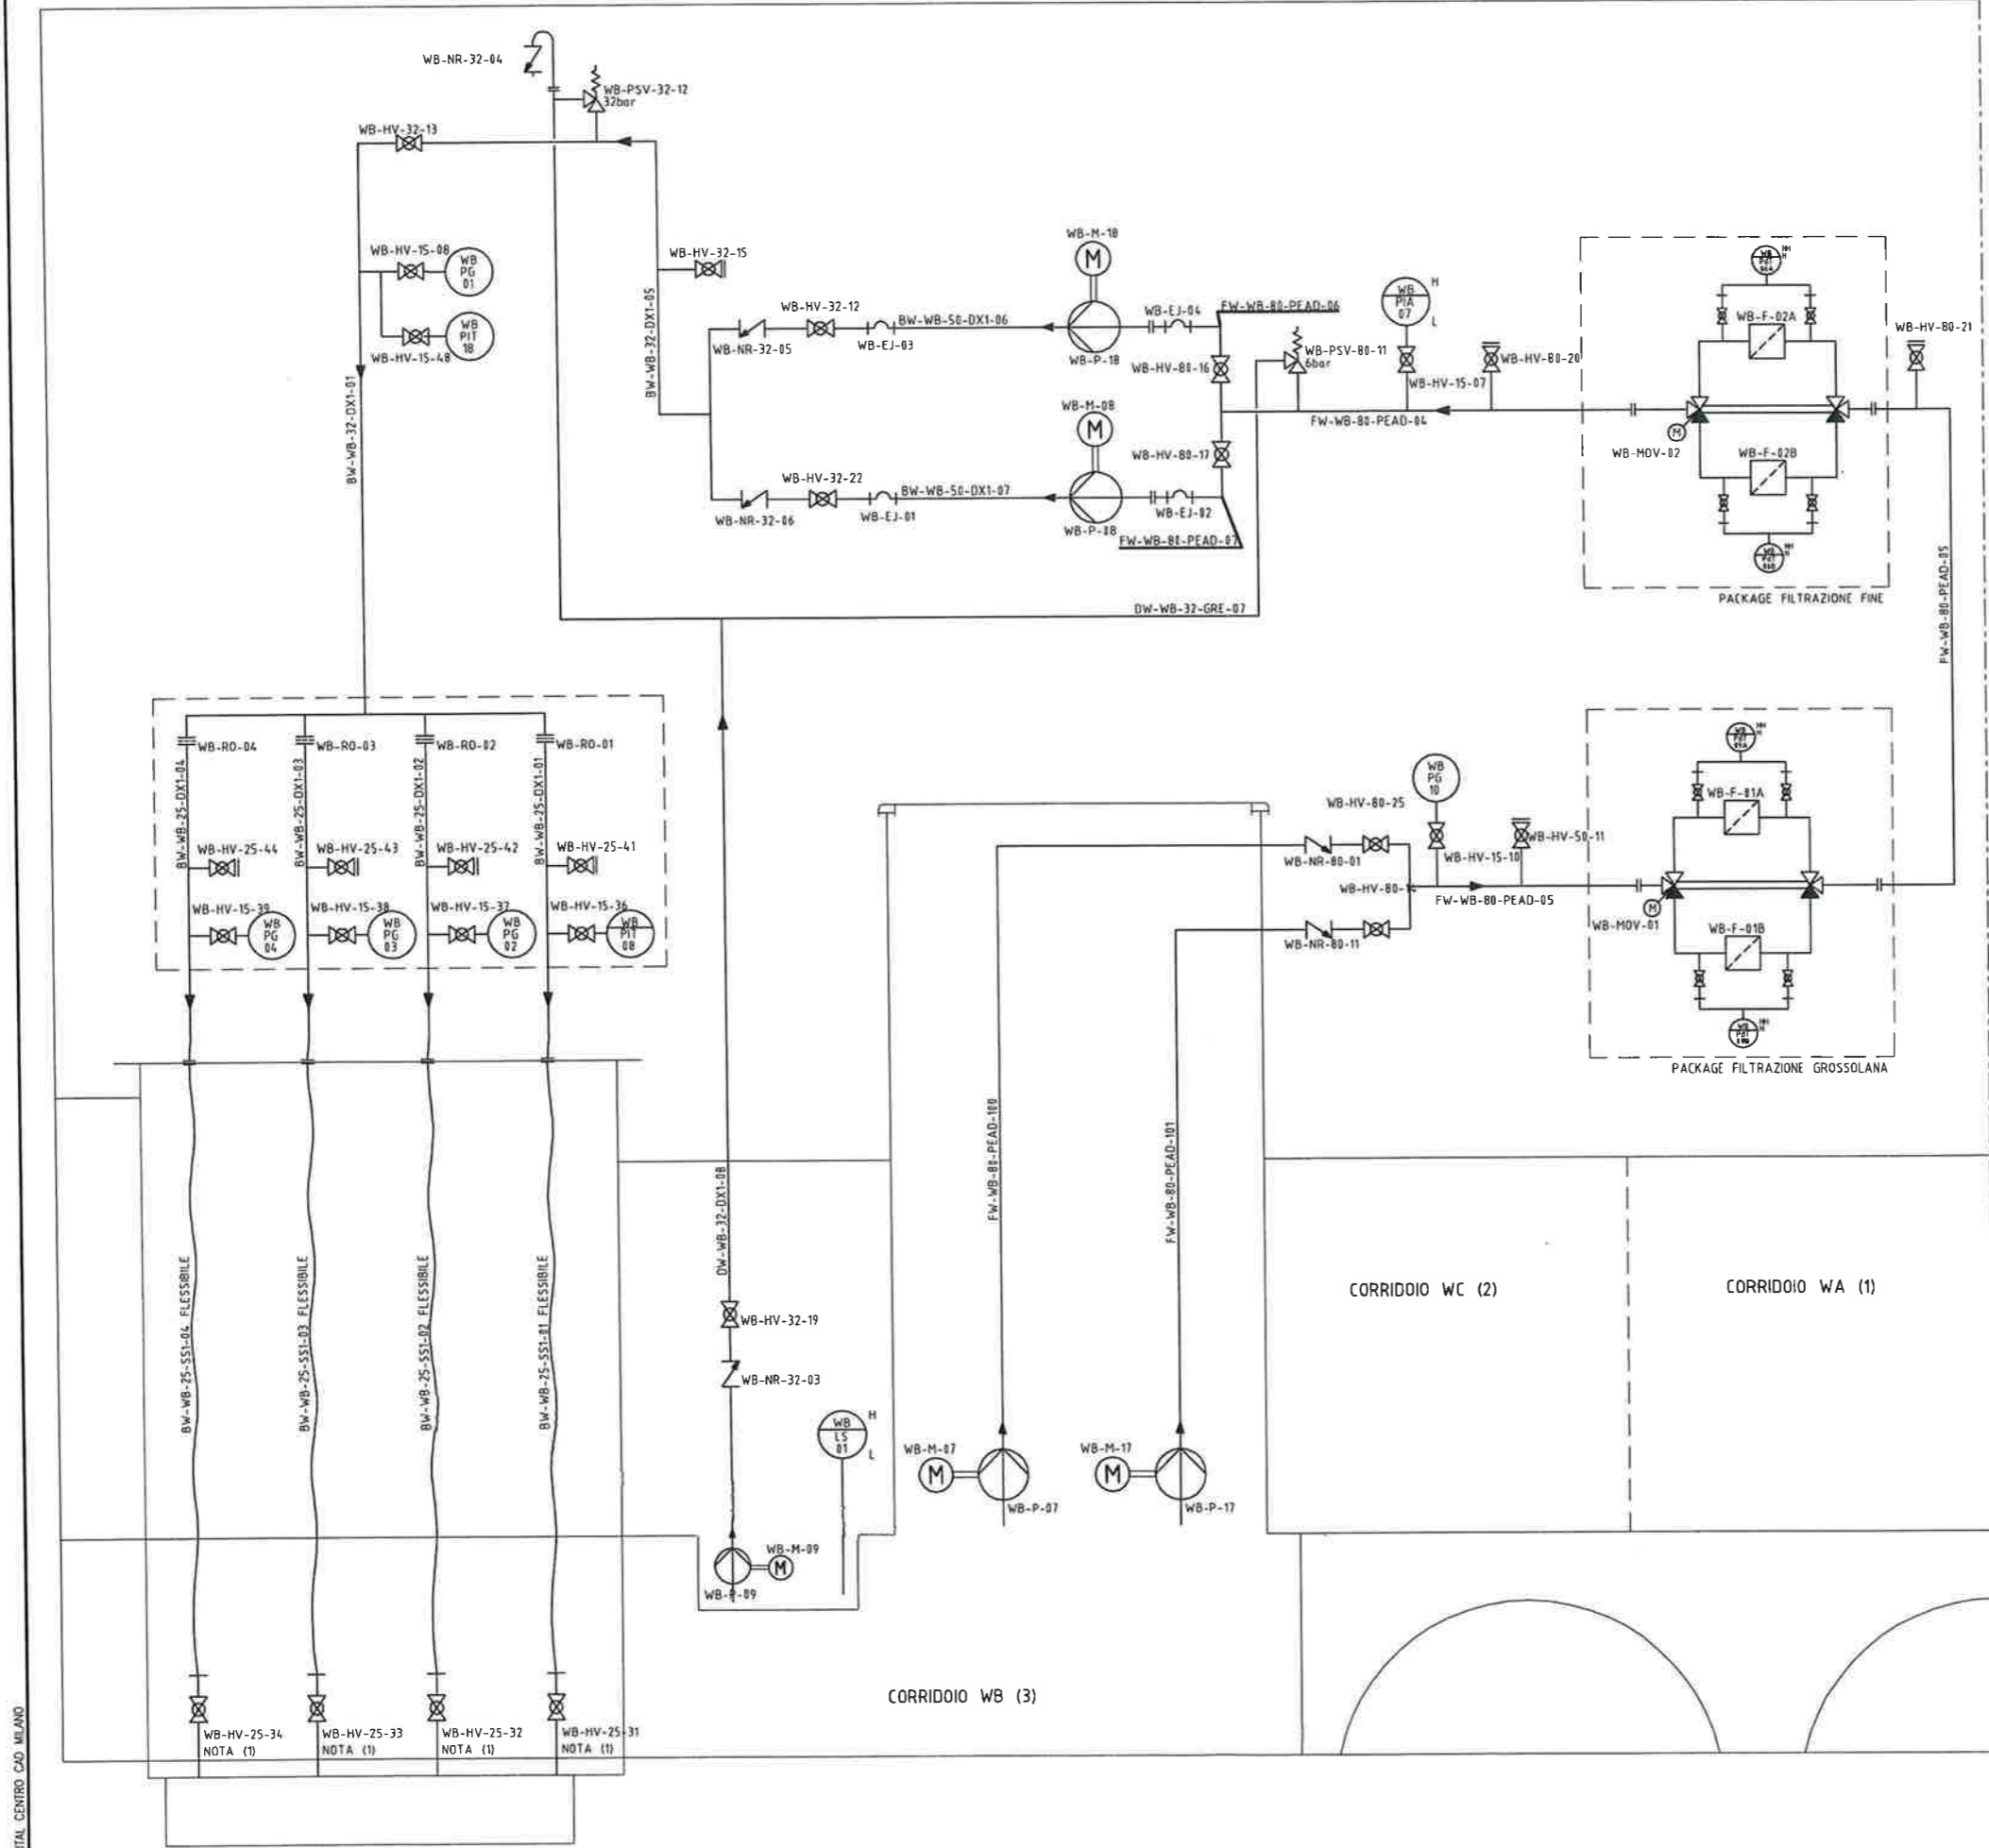 WB-NR-32-04
WB-PSV-32-12
32bar
WB-HV-32-13
WB-HV-15-08
WB
PG
01
WB
PIT
18
WB-HV-15-48
BW-WB-32-DX1-01
WB-HV-32-15
BW-WB-32-DX1-05
WB-M-18
M
WB-HV-32-12
WB-NR-32-05
WB-EJ-03
BW-WB-50-DX1-06
WB-P-18
WB-EJ-04
FW-WB-80-PEAD-06
WB-HV-80-16
WB-PSV-80-11
6bar
WB
PIA
07
H
L
WB-HV-15-07
WB-HV-80-20
FW-WB-80-PEAD-04
WB-M-08
M
WB-HV-80-17
WB-HV-32-22
WB-NR-32-06
WB-EJ-01
BW-WB-50-DX1-07
WB-P-08
WB-EJ-02
FW-WB-80-PEAD-07
DW-WB-32-GRE-07
HH
H
WB-F-02A
WB-HV-80-21
M
WB-MOV-02
WB-F-02B
HH
H
PACKAGE FILTRAZIONE FINE
FW-WB-80-PEAD-05
WB-RO-04
WB-RO-03
WB-RO-02
WB-RO-01
BW-WB-25-DX1-04
BW-WB-25-DX1-03
BW-WB-25-DX1-02
BW-WB-25-DX1-01
WB-HV-25-44
WB-HV-25-43
WB-HV-25-42
WB-HV-25-41
WB-HV-15-39
WB-HV-15-38
WB-HV-15-37
WB-HV-15-36
WB
PG
04
WB
PG
03
WB
PG
02
WB
PIT
08
WB
PG
10
WB-HV-80-25
WB-NR-80-01
WB-HV-15-10
WB-HV-50-11
WB-HV-80-1
FW-WB-80-PEAD-05
WB-NR-80-11
HH
H
WB-F-01A
M
WB-MOV-01
WB-F-01B
HH
H
PACKAGE FILTRAZIONE GROSSOLANA
FW-WB-80-PEAD-100
FW-WB-80-PEAD-101
DW-WB-32-DX1-08
BW-WB-25-SS1-04 FLESSIBILE
BW-WB-25-SS1-03 FLESSIBILE
BW-WB-25-SS1-02 FLESSIBILE
BW-WB-25-SS1-01 FLESSIBILE
CORRIDOIO WC (2)
CORRIDOIO WA (1)
WB-HV-32-19
WB-NR-32-03
WB
LS
01
H
L
WB-M-07
M
WB-P-07
WB-M-17
M
WB-P-17
WB-M-09
M
WB-P-09
CORRIDOIO WB (3)
WB-HV-25-34
NOTA (1)
WB-HV-25-33
NOTA (1)
WB-HV-25-32
NOTA (1)
WB-HV-25-31
NOTA (1)
CENTRO CAD MILANO